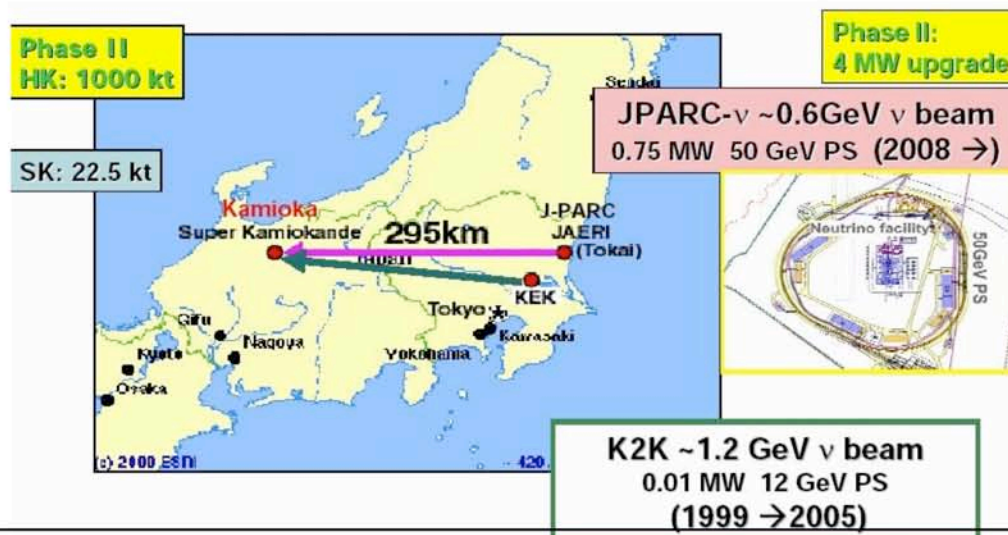 Phase II
HK: 1000 kt
Phase II:
4 MW upgrade
Sendai
JPARC-ν ~0.6GeV ν beam
0.75 MW 50 GeV PS (2008 →)
SK: 22.5 kt
Kamioka
Super Kamiokande
295km
J-PARC
JAERI
(Tokai)
Neutrino facility
50GeV PS
KEK
Tokyo
Kawasaki
Yokohama
Gifu
Nagoya
Kyoto
Osaka
(c) 2000 ESRI
420
K2K ~1.2 GeV ν beam
0.01 MW 12 GeV PS
(1999 →2005)